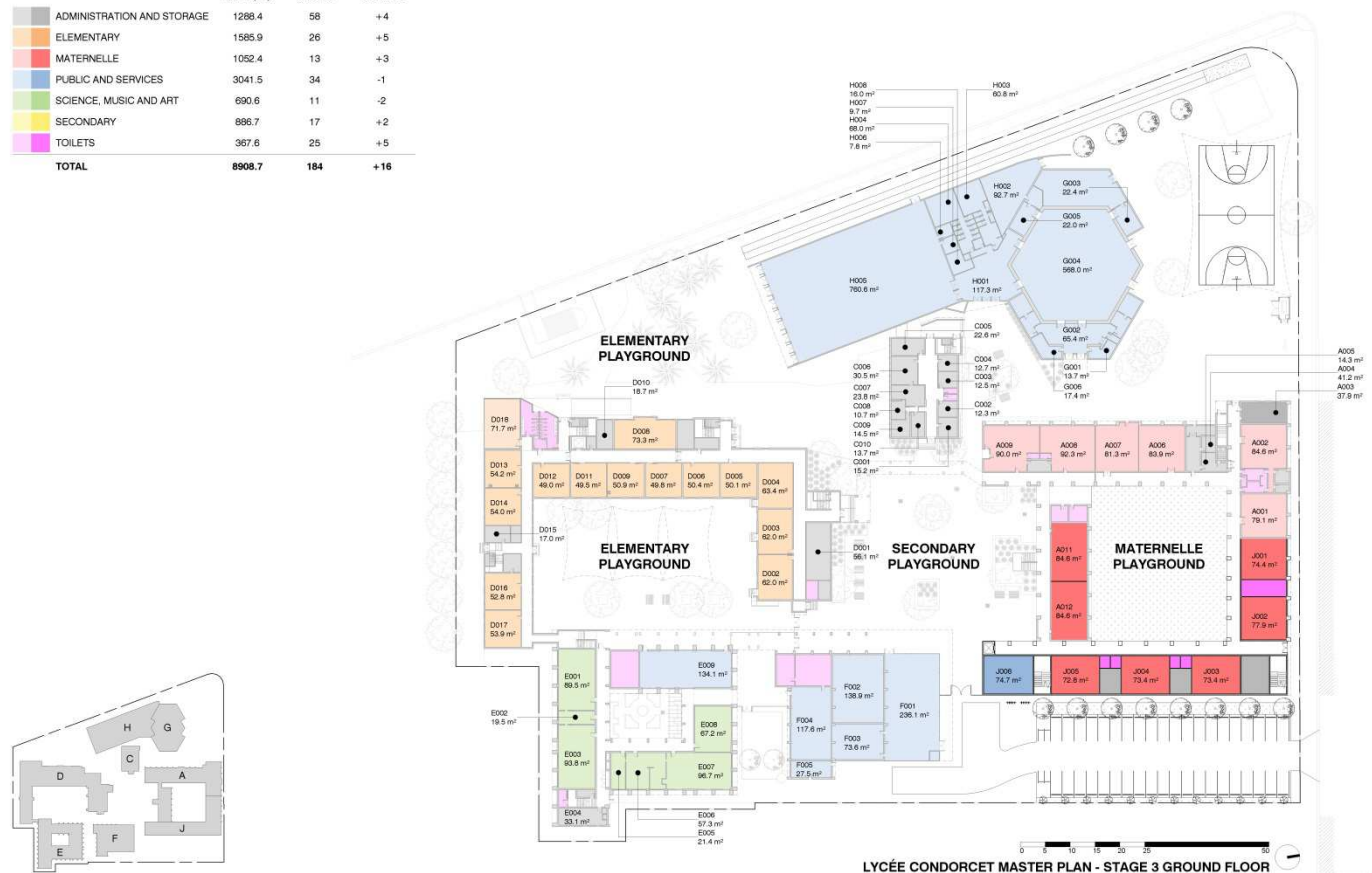 ADMINISTRATION AND STORAGE 1288.4 58 +4
ELEMENTARY 1585.9 26 +5
MATERNELLE 1052.4 13 +3
PUBLIC AND SERVICES 3041.5 34 -1
SCIENCE, MUSIC AND ART 690.6 11 -2
SECONDARY 886.7 17 +2
TOILETS 367.6 25 +5
TOTAL 8908.7 184 +16
H008
16.0 m²
H007
9.7 m²
H004
68.0 m²
H006
7.8 m²
H003
60.8 m²
H002
92.7 m²
G003
22.4 m²
G005
22.0 m²
G004
568.0 m²
H005
760.6 m²
H001
117.3 m²
G002
65.4 m²
G001
13.7 m²
G006
17.4 m²
ELEMENTARY
PLAYGROUND
C005
22.6 m²
C006
30.5 m²
C007
23.8 m²
C008
10.7 m²
C009
14.5 m²
C010
13.7 m²
C001
15.2 m²
C004
12.7 m²
C003
12.5 m²
C002
12.3 m²
A005
14.3 m²
A004
41.2 m²
A003
37.9 m²
D010
18.7 m²
D018
71.7 m²
D008
73.3 m²
D013
54.2 m²
D012
49.0 m²
D011
49.5 m²
D009
50.9 m²
D007
49.8 m²
D006
50.4 m²
D005
50.1 m²
D004
63.4 m²
D014
54.0 m²
D015
17.0 m²
D003
62.0 m²
D002
62.0 m²
D001
56.1 m²
D016
52.8 m²
D017
53.9 m²
ELEMENTARY
PLAYGROUND
SECONDARY
PLAYGROUND
MATERNELLE
PLAYGROUND
A009
90.0 m²
A008
92.3 m²
A007
81.3 m²
A006
83.9 m²
A002
84.6 m²
A001
79.1 m²
A011
84.6 m²
A012
84.6 m²
J001
74.4 m²
J002
77.9 m²
J006
74.7 m²
J005
72.8 m²
J004
73.4 m²
J003
73.4 m²
E001
89.5 m²
E002
19.5 m²
E003
93.8 m²
E004
33.1 m²
E009
134.1 m²
E008
67.2 m²
E007
96.7 m²
E006
57.3 m²
E005
21.4 m²
F002
138.9 m²
F001
236.1 m²
F004
117.6 m²
F003
73.6 m²
F005
27.5 m²
H
G
C
D
A
J
F
E
0 5 10 15 20 25 50
LYCÉE CONDORCET MASTER PLAN - STAGE 3 GROUND FLOOR